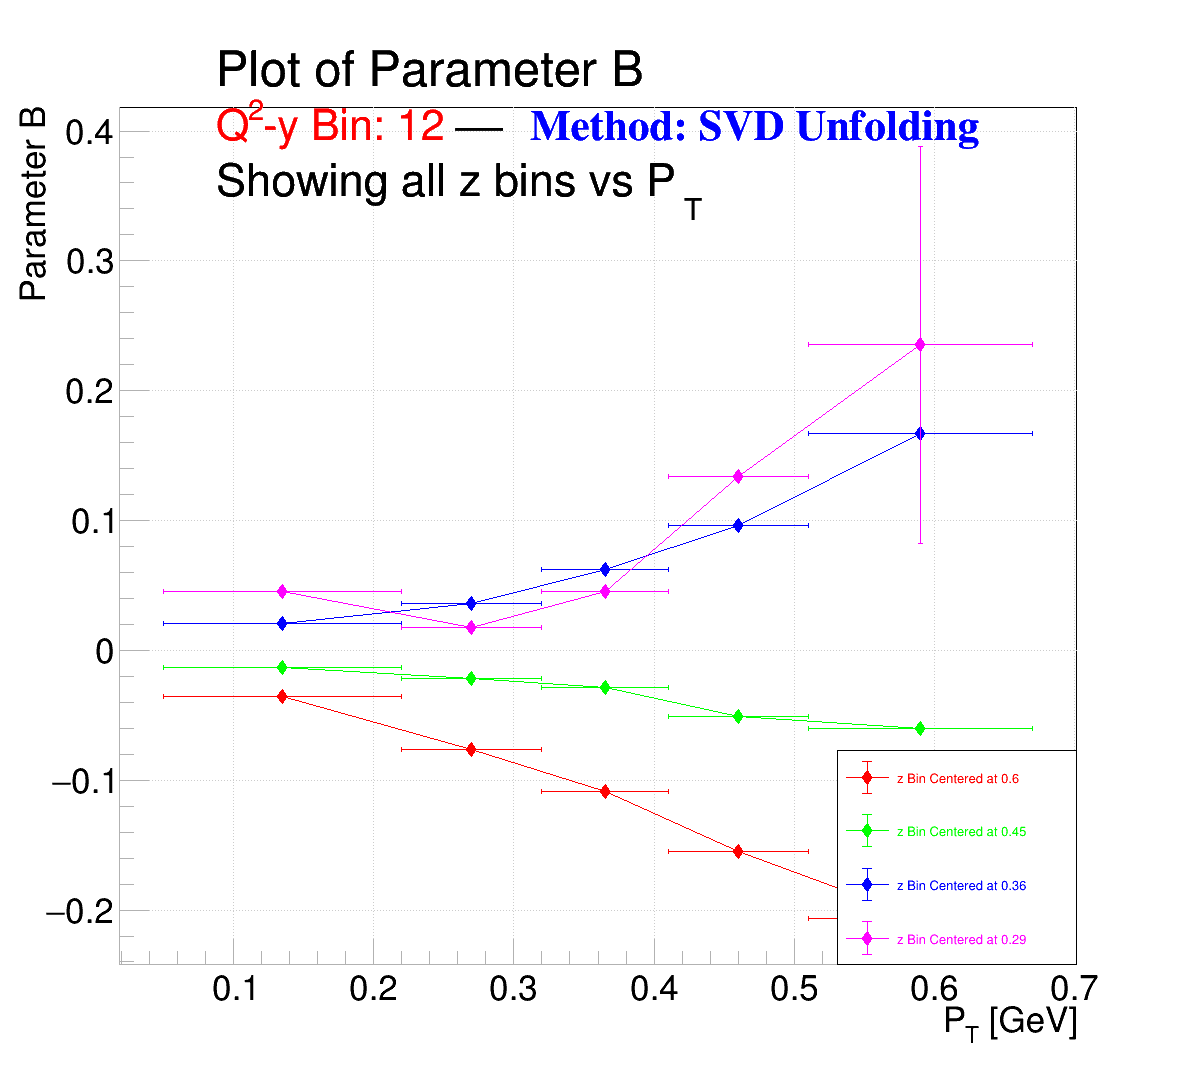 Plot of Parameter B
Q²-y Bin: 12 — Method: SVD Unfolding
Showing all z bins vs P_T
Parameter B
0.4
0.3
0.2
0.1
0
−0.1
−0.2
z Bin Centered at 0.6
z Bin Centered at 0.45
z Bin Centered at 0.36
z Bin Centered at 0.29
0.1 0.2 0.3 0.4 0.5 0.6 0.7
P_T [GeV]